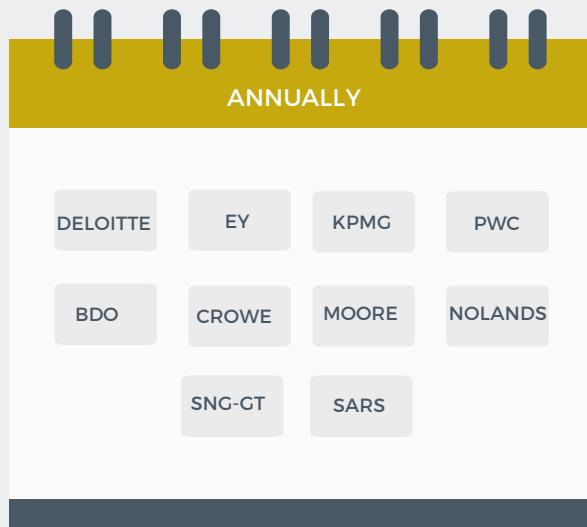 ANNUALLY
DELOITTE EY KPMG PWC
BDO CROWE MOORE NOLANDS
SNG-GT SARS